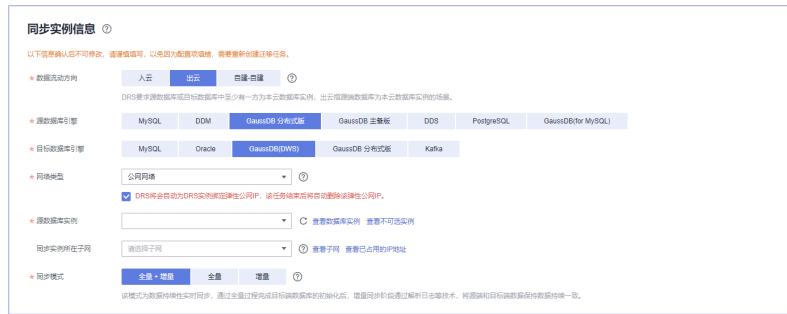 同步实例信息
以下信息确认后不可修改，请谨慎填写，以免因为配置项填错，需要重新创建迁移任务。
* 数据流动方向 入云 出云 自建-自建
DRS要求源数据库或目标数据库中至少有一方为本云数据库实例，出云指源端数据库为本云数据库实例的场景。
* 源数据库引擎 MySQL DDM GaussDB 分布式版 GaussDB 主备版 DDS PostgreSQL GaussDB(for MySQL)
* 目标数据库引擎 MySQL Oracle GaussDB(DWS) GaussDB 分布式版 Kafka
* 网络类型 公网网络
DRS将会自动为DRS实例绑定弹性公网IP，该任务结束后将自动删除该弹性公网IP。
* 源数据库实例 查看数据库实例 查看不可选实例
同步实例所在子网 请选择子网 查看子网 查看已占用的IP地址
* 同步模式 全量+增量 全量 增量
该模式为数据持续性实时同步，通过全量过程完成目标端数据库的初始化后，增量同步阶段通过解析日志等技术，将源端和目标端数据保持数据持续一致。